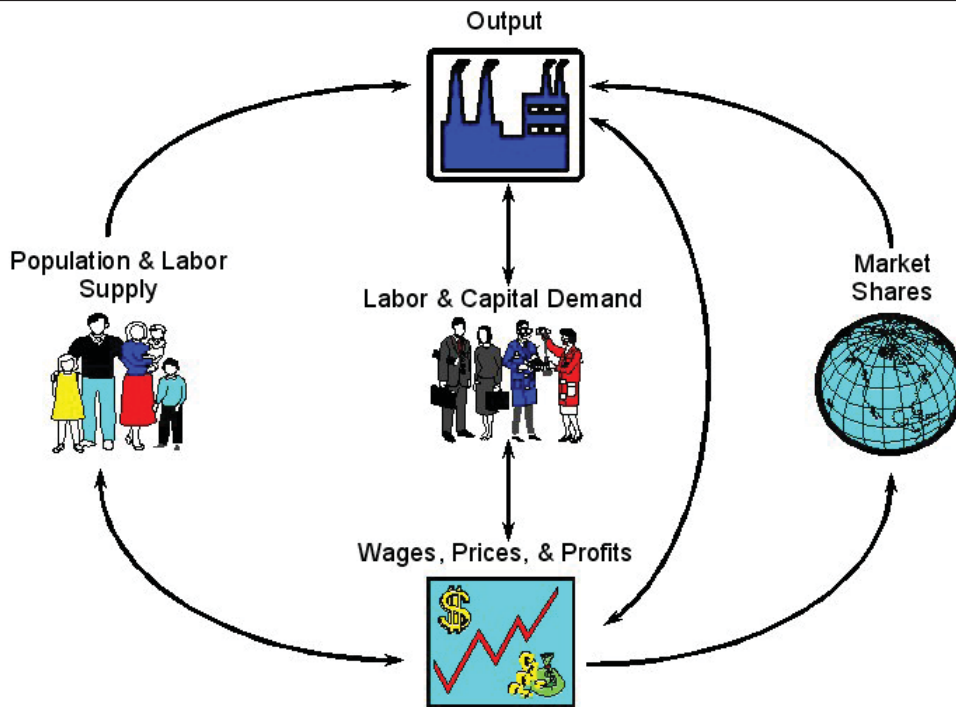 Output
Population & Labor
Supply
Labor & Capital Demand
Market
Shares
Wages, Prices, & Profits
$